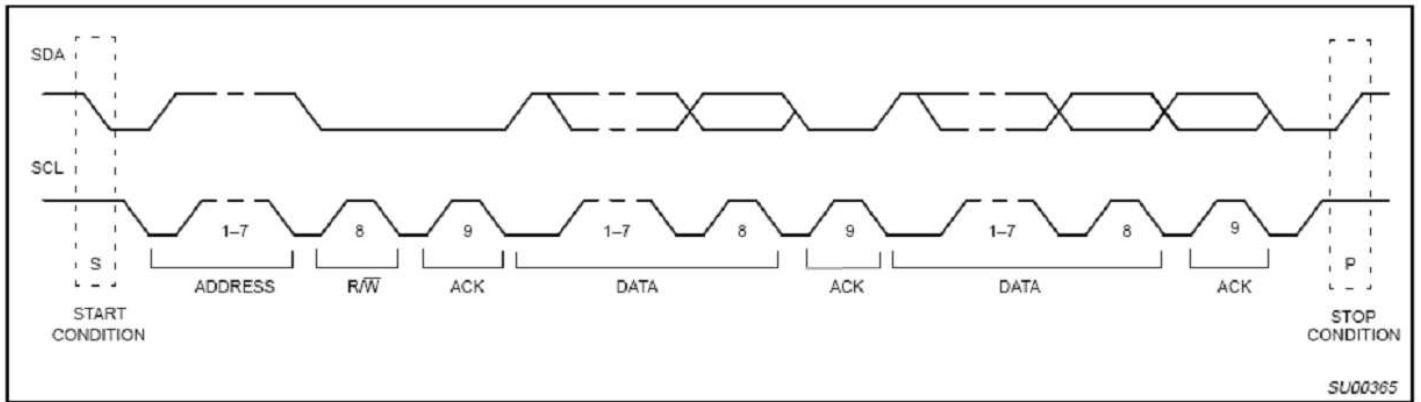 SDA
SCL
1–7 8 9 1–7 8 9 1–7 8 9
S P
ADDRESS R/W̅ ACK DATA ACK DATA ACK
START
CONDITION
STOP
CONDITION
SU00365